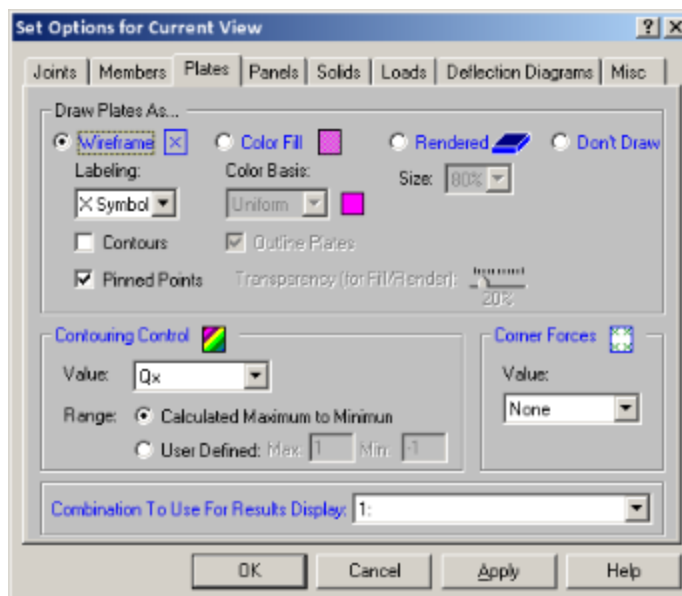 Set Options for Current View
Joints Members Plates Panels Solids Loads Deflection Diagrams Misc
Draw Plates As...
Wireframe Color Fill Rendered Don't Draw
Labeling: Color Basis: Size: 80%
X Symbol Uniform
Contours Outline Plates
Pinned Points Transparency (for Fill/Render):
20%
Contouring Control Corner Forces
Value: Qx Value:
Range: Calculated Maximum to Minimun None
User Defined: Max: 1 Min: -1
Combination To Use For Results Display: 1:
OK Cancel Apply Help